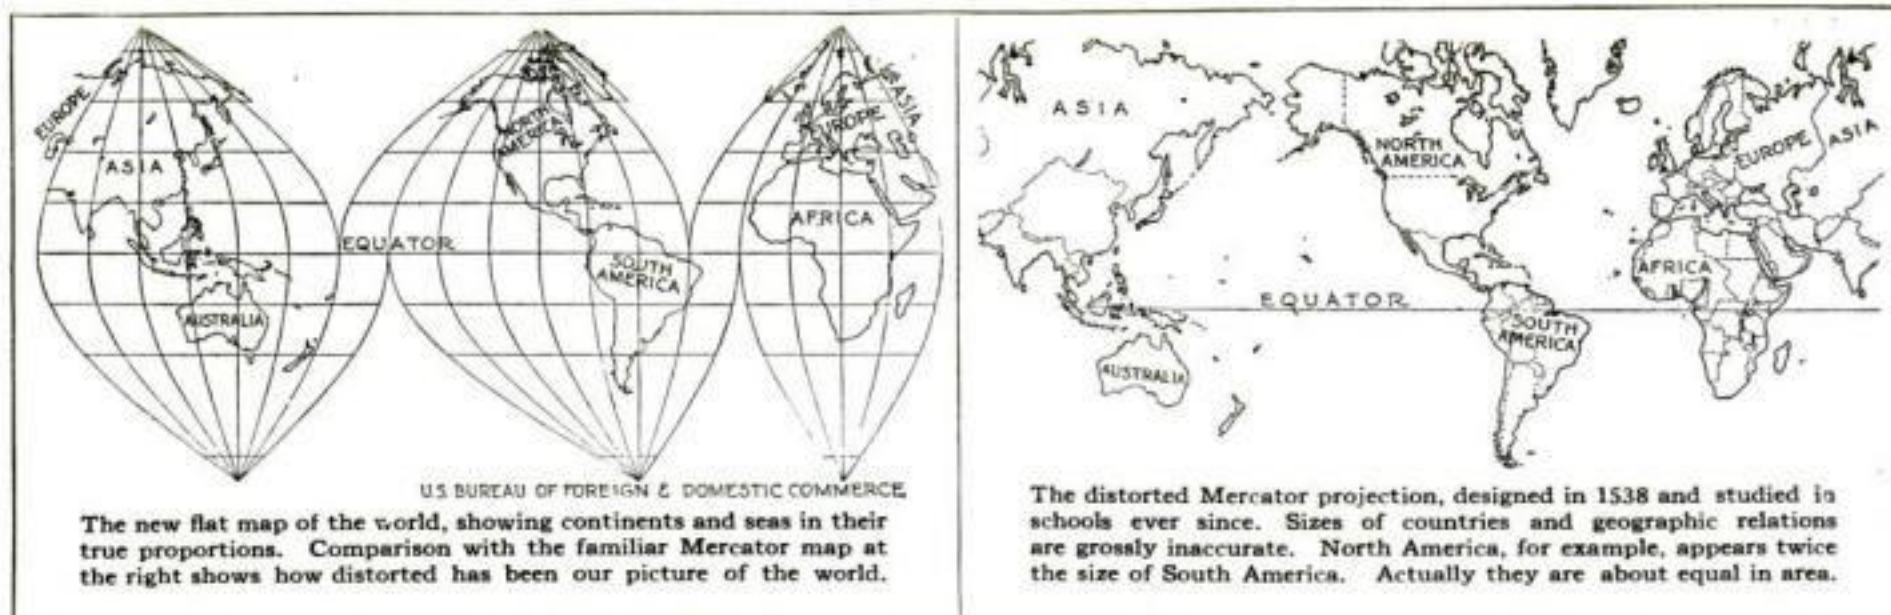 EUROPE
ASIA
NORTH
AMERICA
EUROPE
ASIA
AFRICA
EQUATOR
SOUTH
AMERICA
AUSTRALIA
U.S. BUREAU OF FOREIGN & DOMESTIC COMMERCE
The new flat map of the world, showing continents and seas in their
true proportions. Comparison with the familiar Mercator map at
the right shows how distorted has been our picture of the world.
ASIA
NORTH
AMERICA
EUROPE
ASIA
AFRICA
EQUATOR
SOUTH
AMERICA
AUSTRALIA
The distorted Mercator projection, designed in 1538 and studied in
schools ever since. Sizes of countries and geographic relations
are grossly inaccurate. North America, for example, appears twice
the size of South America. Actually they are about equal in area.